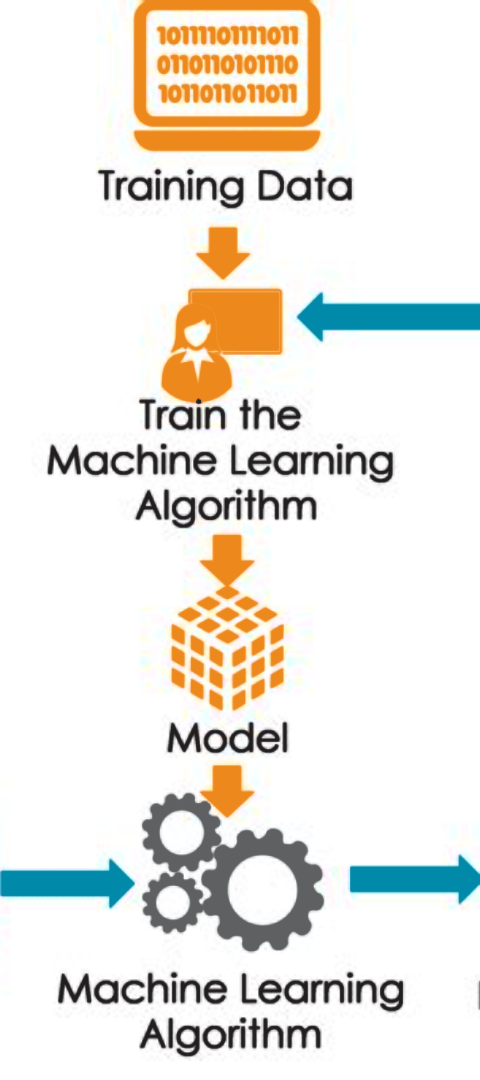 1011110111011
0110110101110
1011011011011
Training Data
Train the
Machine Learning
Algorithm
Model
Machine Learning
Algorithm